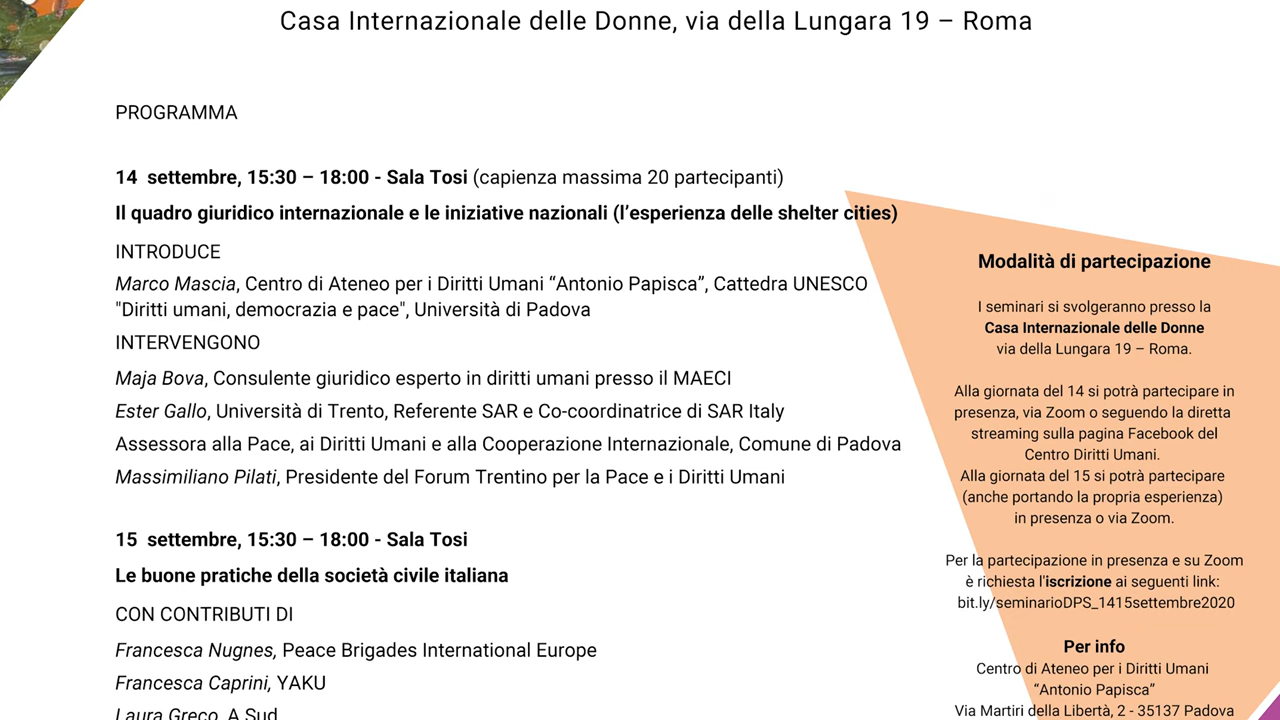 Casa Internazionale delle Donne, via della Lungara 19 – Roma
PROGRAMMA
14  settembre, 15:30 – 18:00 - Sala Tosi (capienza massima 20 partecipanti)
Il quadro giuridico internazionale e le iniziative nazionali (l’esperienza delle shelter cities)
INTRODUCE
Marco Mascia, Centro di Ateneo per i Diritti Umani “Antonio Papisca”, Cattedra UNESCO
"Diritti umani, democrazia e pace", Università di Padova
INTERVENGONO
Maja Bova, Consulente giuridico esperto in diritti umani presso il MAECI
Ester Gallo, Università di Trento, Referente SAR e Co-coordinatrice di SAR Italy
Assessora alla Pace, ai Diritti Umani e alla Cooperazione Internazionale, Comune di Padova
Massimiliano Pilati, Presidente del Forum Trentino per la Pace e i Diritti Umani
15  settembre, 15:30 – 18:00 - Sala Tosi
Le buone pratiche della società civile italiana
CON CONTRIBUTI DI
Francesca Nugnes, Peace Brigades International Europe
Francesca Caprini, YAKU
Laura Greco, A Sud
Modalità di partecipazione
I seminari si svolgeranno presso la
Casa Internazionale delle Donne
via della Lungara 19 – Roma.
Alla giornata del 14 si potrà partecipare in
presenza, via Zoom o seguendo la diretta
streaming sulla pagina Facebook del
Centro Diritti Umani.
Alla giornata del 15 si potrà partecipare
(anche portando la propria esperienza)
in presenza o via Zoom.
Per la partecipazione in presenza e su Zoom
è richiesta l'iscrizione ai seguenti link:
bit.ly/seminarioDPS_1415settembre2020
Per info
Centro di Ateneo per i Diritti Umani
“Antonio Papisca”
Via Martiri della Libertà, 2 - 35137 Padova